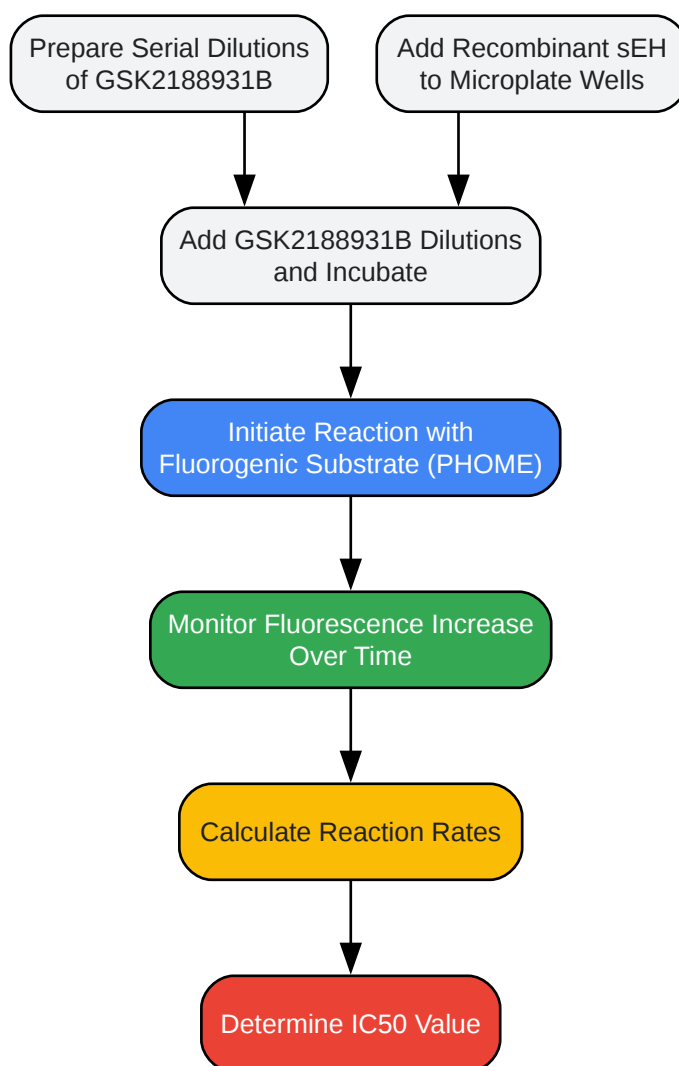 Prepare Serial Dilutions
of GSK2188931B
Add Recombinant sEH
to Microplate Wells
Add GSK2188931B Dilutions
and Incubate
Initiate Reaction with
Fluorogenic Substrate (PHOME)
Monitor Fluorescence Increase
Over Time
Calculate Reaction Rates
Determine IC50 Value